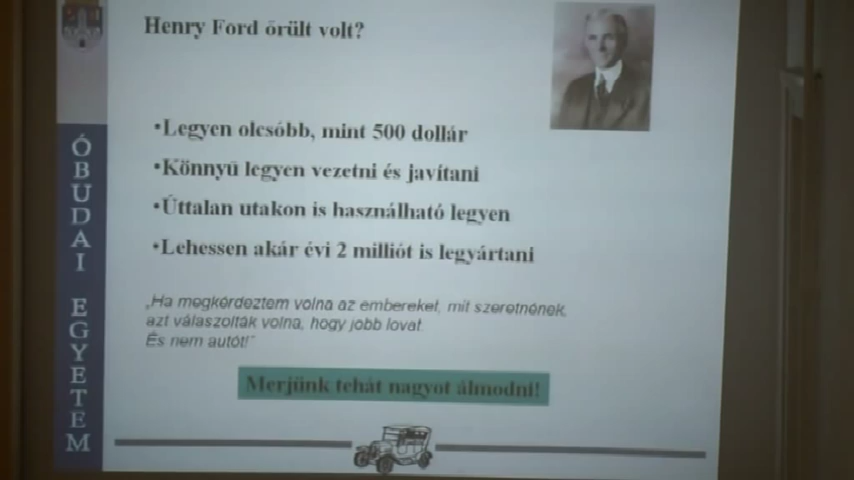 Henry Ford őrült volt?
•Legyen olcsóbb, mint 500 dollár
•Könnyű legyen vezetni és javítani
•Úttalan utakon is használható legyen
•Lehessen akár évi 2 milliót is legyártani
„Ha megkérdeztem volna az embereket, mit szeretnének,
azt válaszolták volna, hogy jobb lovat.
És nem autót!”
Merjünk tehát nagyot álmodni!
ÓBUDAI EGYETEM